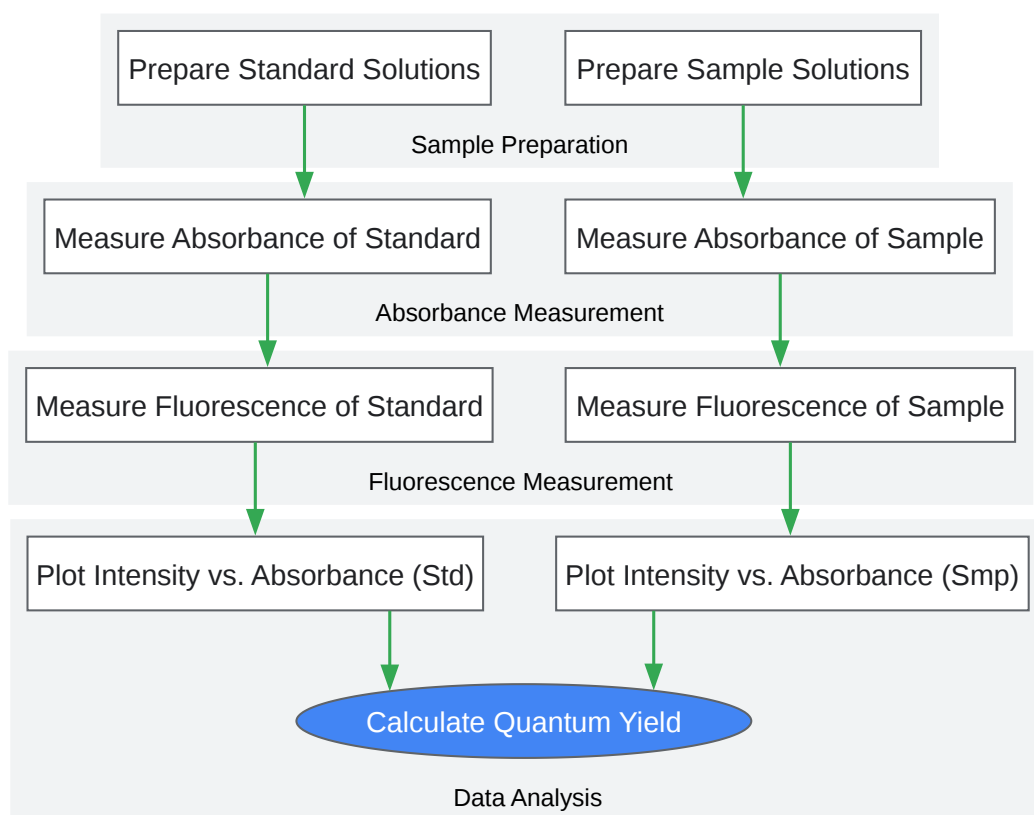 Prepare Standard Solutions
Prepare Sample Solutions
Sample Preparation
Measure Absorbance of Standard
Measure Absorbance of Sample
Absorbance Measurement
Measure Fluorescence of Standard
Measure Fluorescence of Sample
Fluorescence Measurement
Plot Intensity vs. Absorbance (Std)
Plot Intensity vs. Absorbance (Smp)
Calculate Quantum Yield
Data Analysis